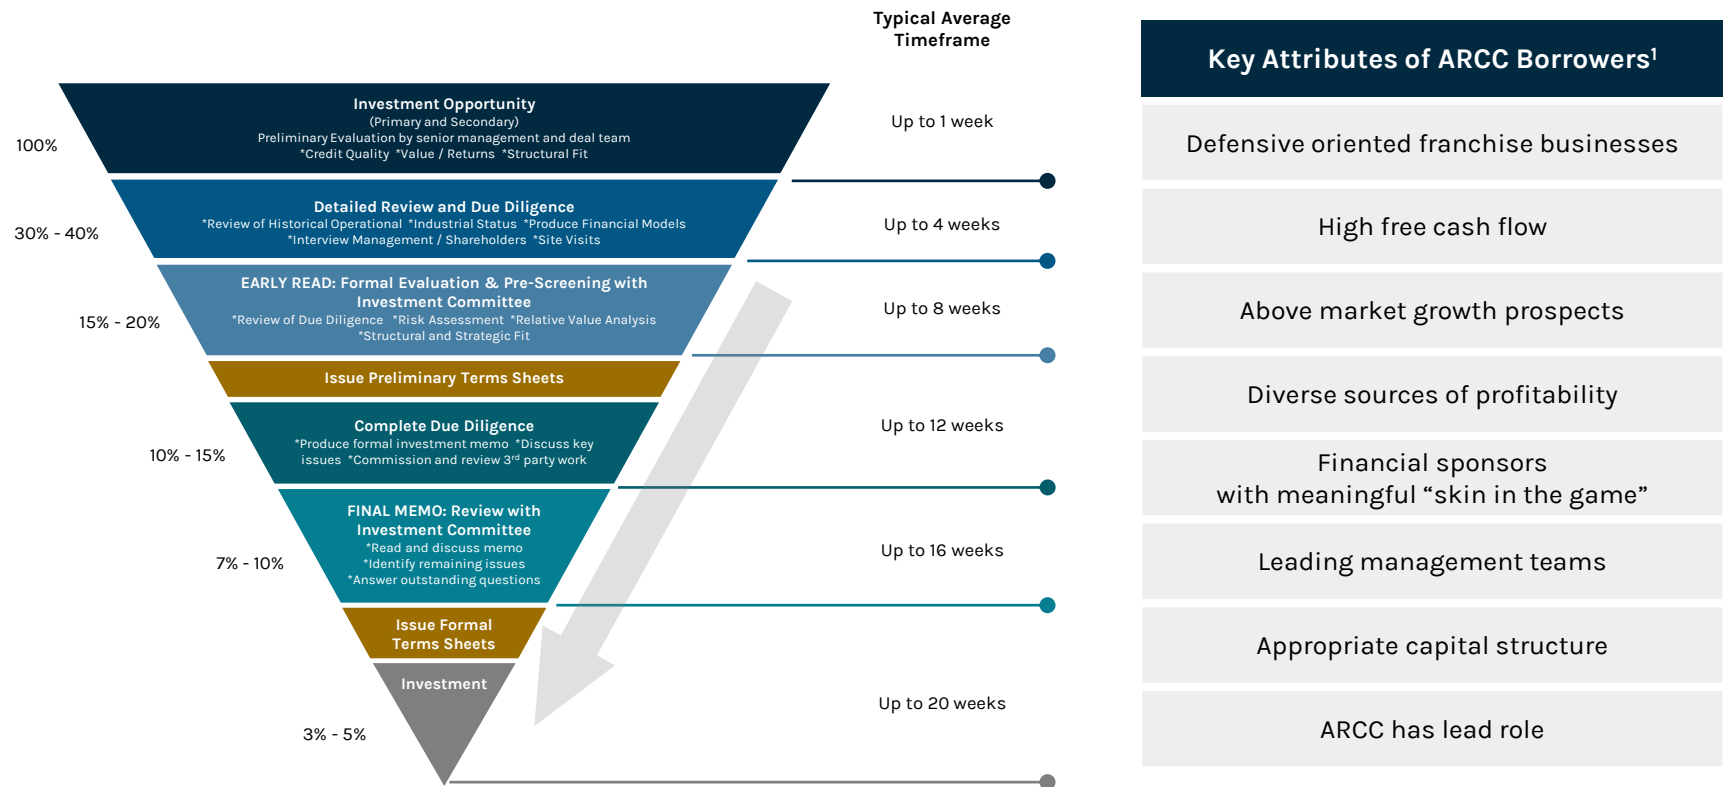 Typical Average
Timeframe
Investment Opportunity
(Primary and Secondary)
Preliminary Evaluation by senior management and deal team
*Credit Quality *Value / Returns *Structural Fit
100%
Up to 1 week
Detailed Review and Due Diligence
*Review of Historical Operational *Industrial Status *Produce Financial Models
*Interview Management / Shareholders *Site Visits
30% - 40%
Up to 4 weeks
EARLY READ: Formal Evaluation & Pre-Screening with
Investment Committee
*Review of Due Diligence *Risk Assessment *Relative Value Analysis
*Structural and Strategic Fit
15% - 20%
Up to 8 weeks
Issue Preliminary Terms Sheets
Complete Due Diligence
*Produce formal investment memo *Discuss key
issues *Commission and review 3rd party work
10% - 15%
Up to 12 weeks
FINAL MEMO: Review with
Investment Committee
*Read and discuss memo
*Identify remaining issues
*Answer outstanding questions
7% - 10%
Up to 16 weeks
Issue Formal
Terms Sheets
Investment
3% - 5%
Up to 20 weeks
Key Attributes of ARCC Borrowers1
Defensive oriented franchise businesses
High free cash flow
Above market growth prospects
Diverse sources of profitability
Financial sponsors
with meaningful “skin in the game”
Leading management teams
Appropriate capital structure
ARCC has lead role